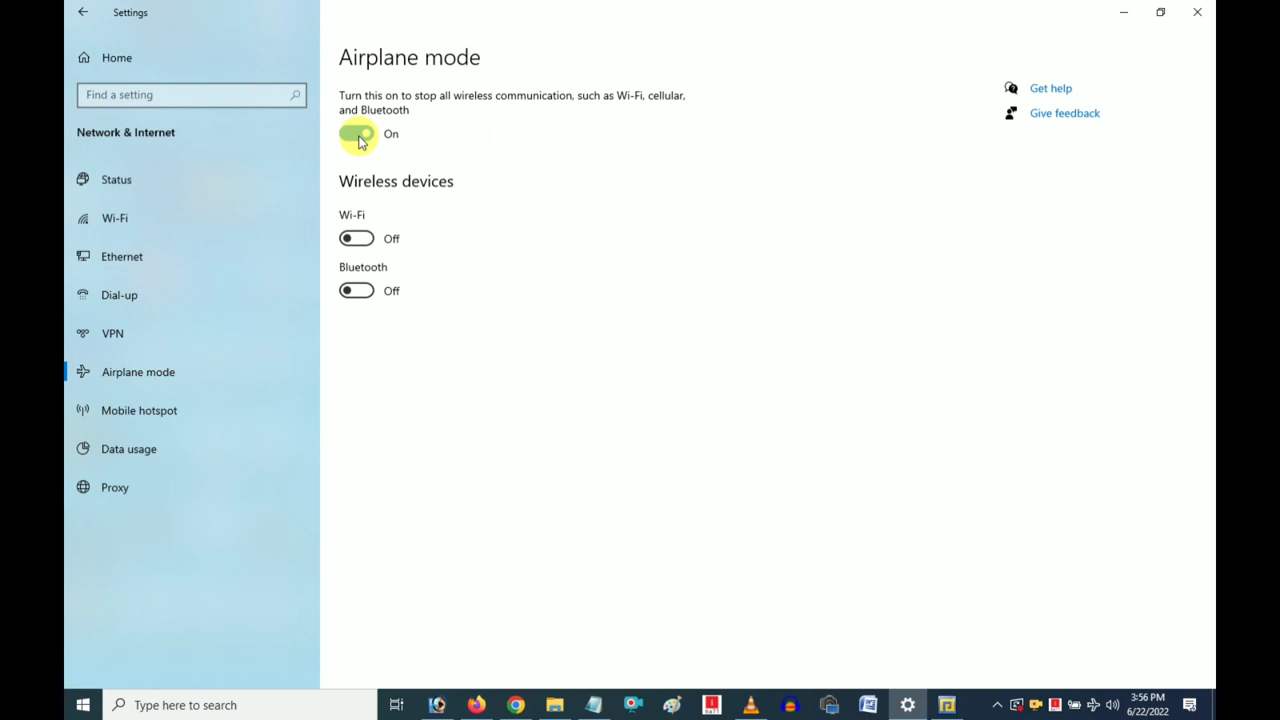 Settings
Home
Find a setting
Network & Internet
Status
Wi-Fi
Ethernet
Dial-up
VPN
Airplane mode
Mobile hotspot
Data usage
Proxy
Airplane mode
Turn this on to stop all wireless communication, such as Wi-Fi, cellular,
and Bluetooth
On
Wireless devices
Wi-Fi
Off
Bluetooth
Off
Get help
Give feedback
Type here to search
3:56 PM
6/22/2022